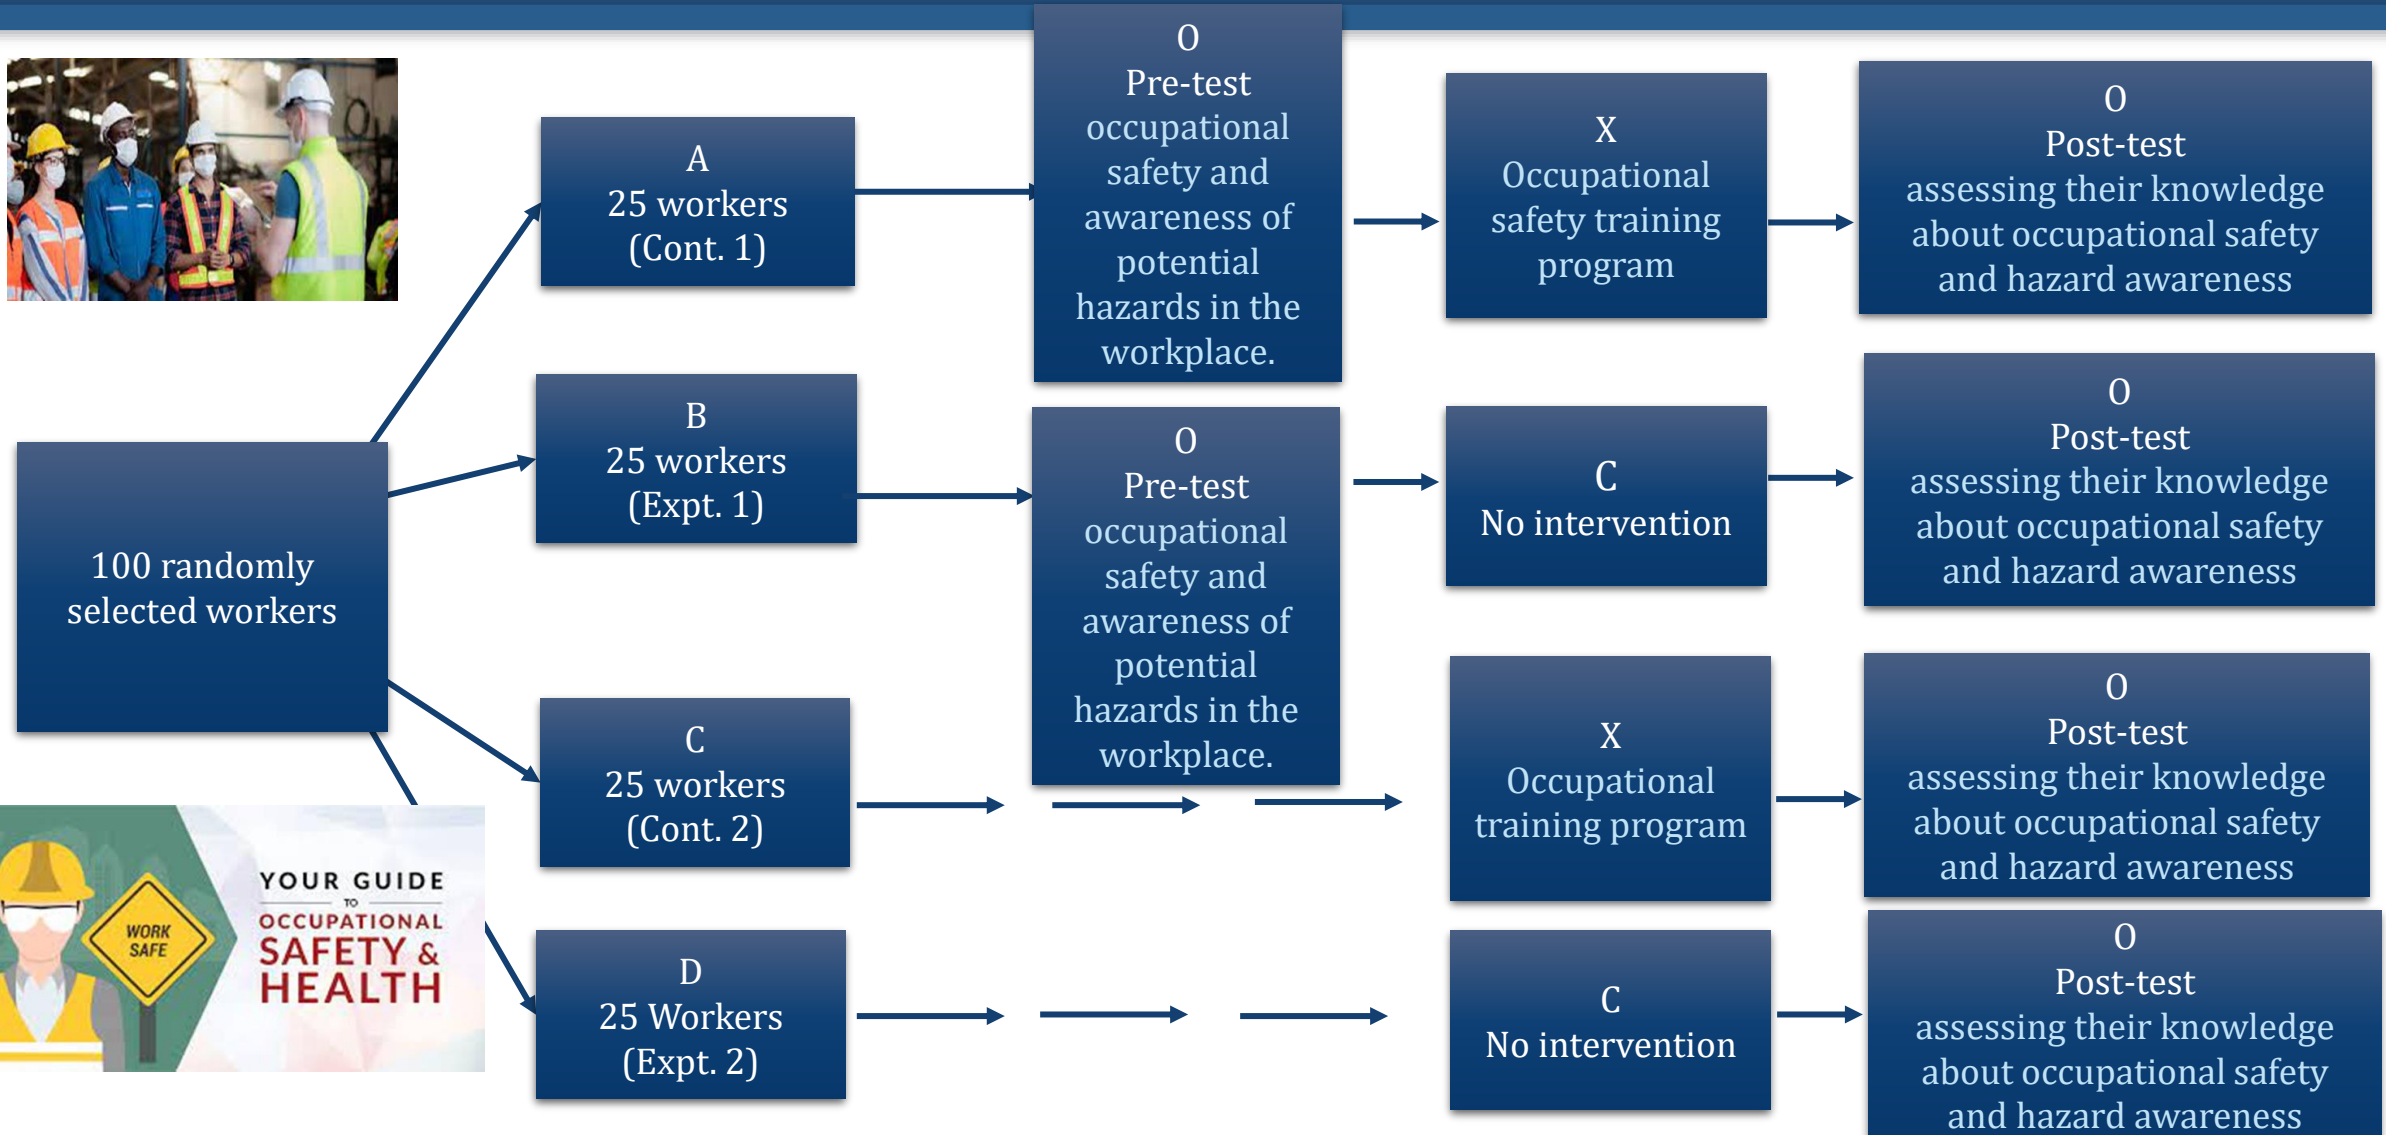 O
Pre-test
occupational
safety and
awareness of
potential
hazards in the
workplace.
A
25 workers
(Cont. 1)
X
Occupational
safety training
program
O
Post-test
assessing their knowledge
about occupational safety
and hazard awareness
B
25 workers
(Expt. 1)
O
Pre-test
occupational
safety and
awareness of
potential
hazards in the
workplace.
C
No intervention
O
Post-test
assessing their knowledge
about occupational safety
and hazard awareness
100 randomly
selected workers
C
25 workers
(Cont. 2)
X
Occupational
training program
O
Post-test
assessing their knowledge
about occupational safety
and hazard awareness
YOUR GUIDE
TO
OCCUPATIONAL
SAFETY &
HEALTH
WORK
SAFE
D
25 Workers
(Expt. 2)
C
No intervention
O
Post-test
assessing their knowledge
about occupational safety
and hazard awareness